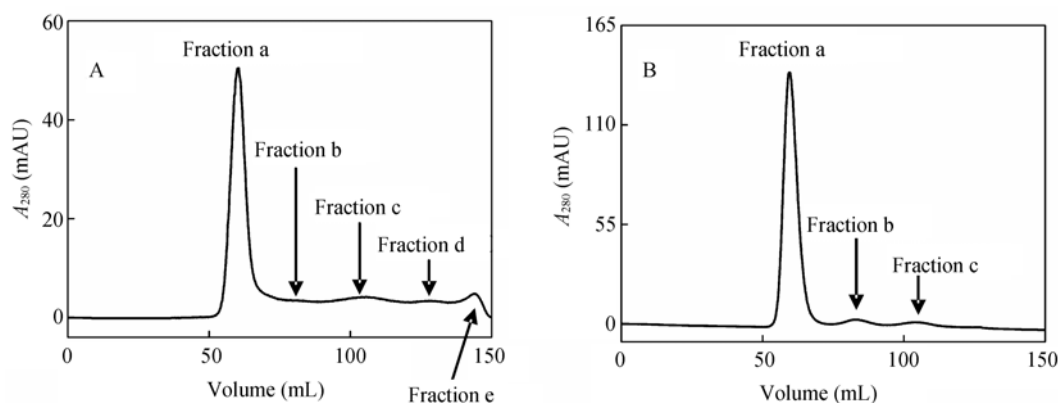 A
Fraction a
Fraction b
Fraction c
Fraction d
Fraction e
A280 (mAU)
60
40
20
0
0
50
100
150
Volume (mL)
B
Fraction a
Fraction b
Fraction c
A280 (mAU)
165
110
55
0
0
50
100
150
Volume (mL)